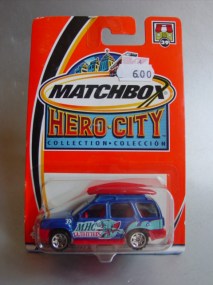 6.00
MATCHBOX
HERO-CITY
COLLECTION•COLECCION